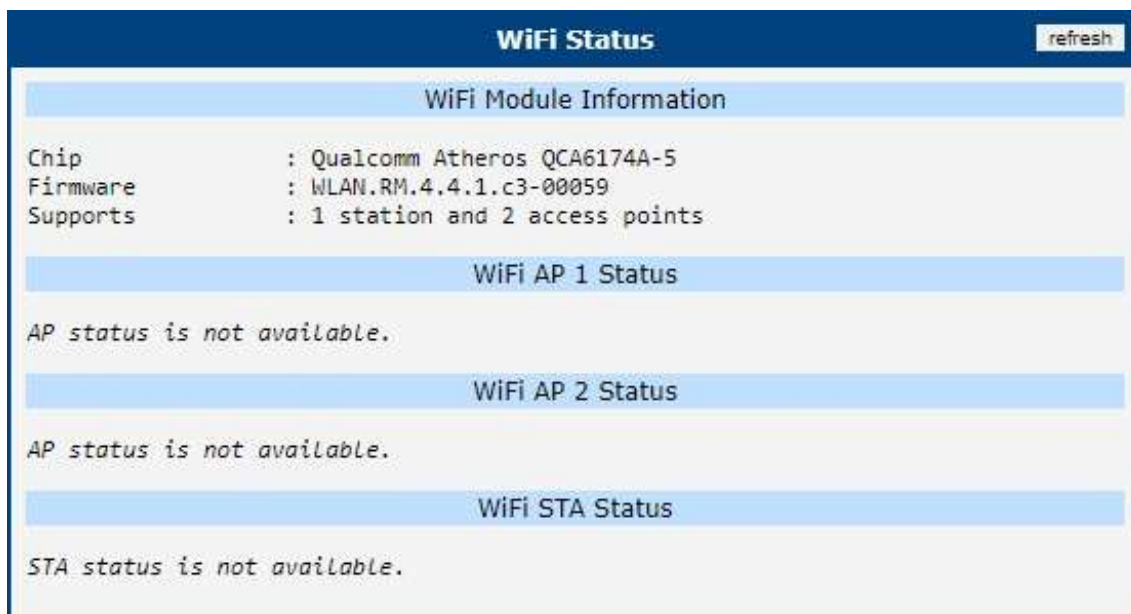 WiFi Status
refresh
WiFi Module Information
Chip : Qualcomm Atheros QCA6174A-5
Firmware : WLAN.RM.4.4.1.c3-00059
Supports : 1 station and 2 access points
WiFi AP 1 Status
AP status is not available.
WiFi AP 2 Status
AP status is not available.
WiFi STA Status
STA status is not available.